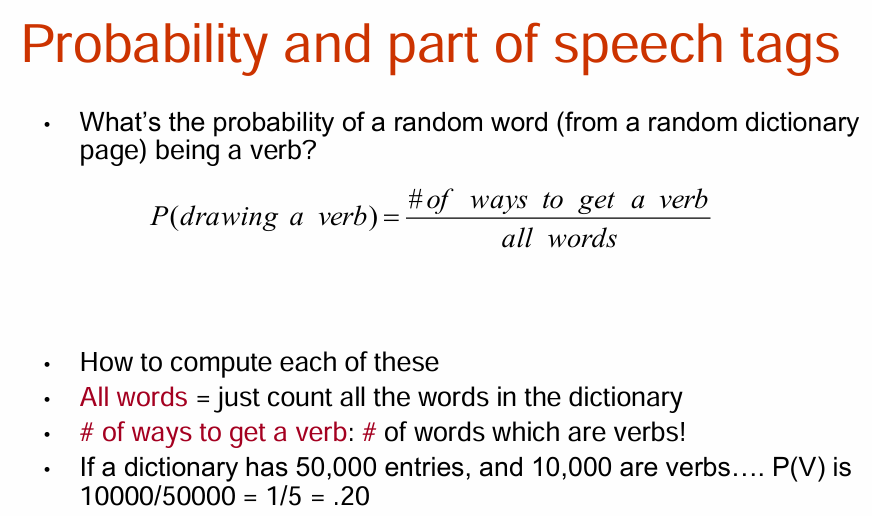 Probability and part of speech tags
• What’s the probability of a random word (from a random dictionary
page) being a verb?
P(drawing a verb) = # of ways to get a verb / all words
• How to compute each of these
• All words = just count all the words in the dictionary
• # of ways to get a verb: # of words which are verbs!
• If a dictionary has 50,000 entries, and 10,000 are verbs…. P(V) is
10000/50000 = 1/5 = .20